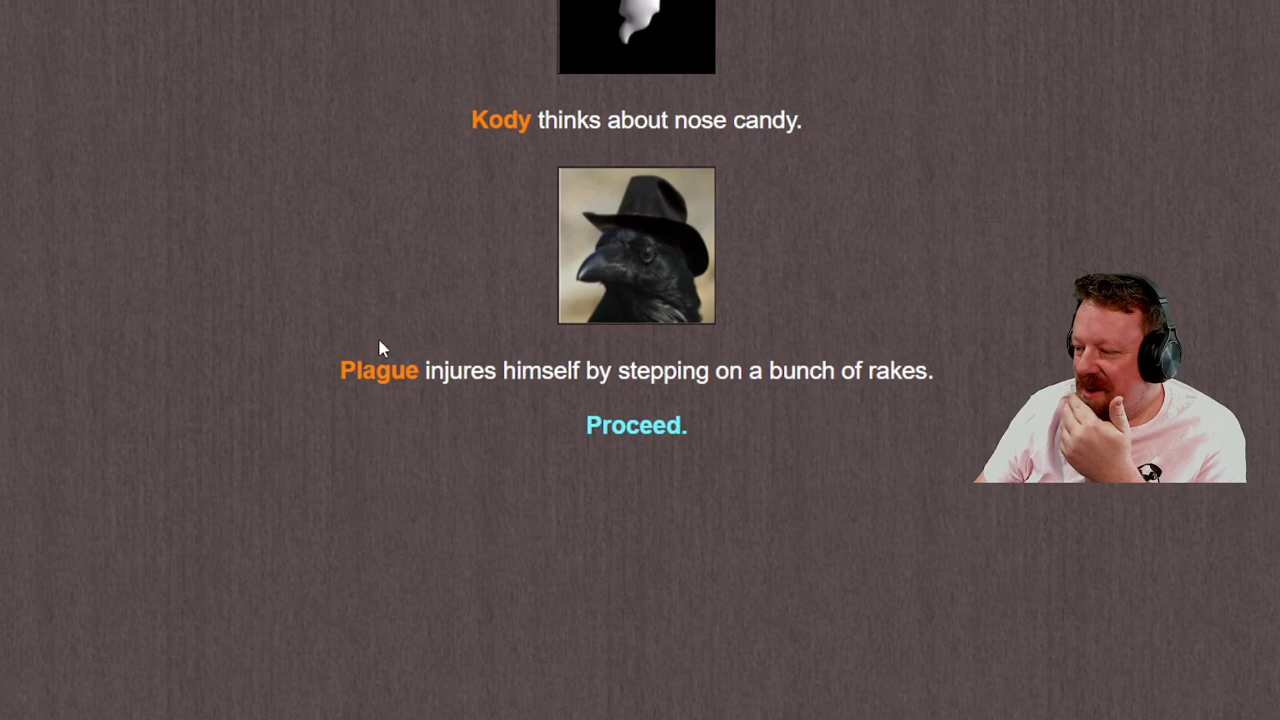 Kody thinks about nose candy.
Plague injures himself by stepping on a bunch of rakes.
Proceed.